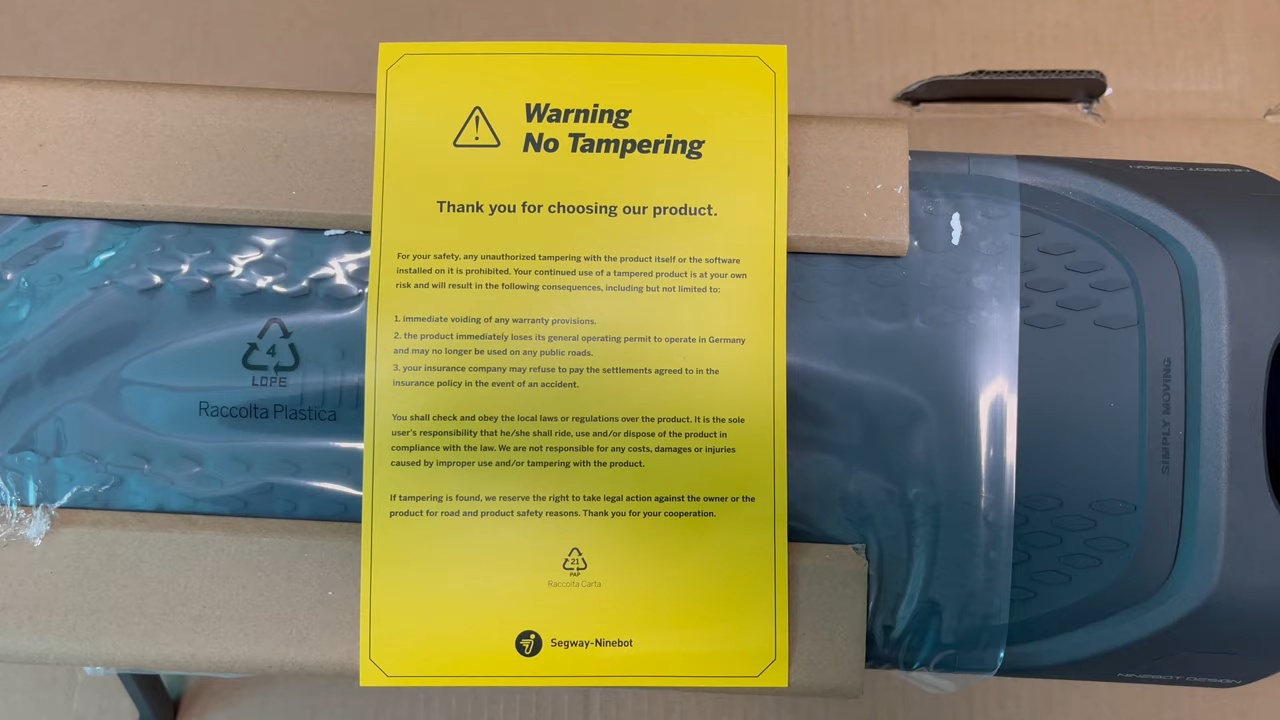 Warning
No Tampering
Thank you for choosing our product.
For your safety, any unauthorized tampering with the product itself or the software
installed on it is prohibited. Your continued use of a tampered product is at your own
risk and will result in the following consequences, including but not limited to:
1. immediate voiding of any warranty provisions.
2. the product immediately loses its general operating permit to operate in Germany
and may no longer be used on any public roads.
3. your insurance company may refuse to pay the settlements agreed to in the
insurance policy in the event of an accident.
You shall check and obey the local laws or regulations over the product. It is the sole
user's responsibility that he/she shall ride, use and/or dispose of the product in
compliance with the law. We are not responsible for any costs, damages or injuries
caused by improper use and/or tampering with the product.
If tampering is found, we reserve the right to take legal action against the owner or the
product for road and product safety reasons. Thank you for your cooperation.
21
PAP
Raccolta Carta
Segway-Ninebot
4
LDPE
Raccolta Plastica
NINEBOT DESIGN
SIMPLY MOVING
NINEBOT DESIGN